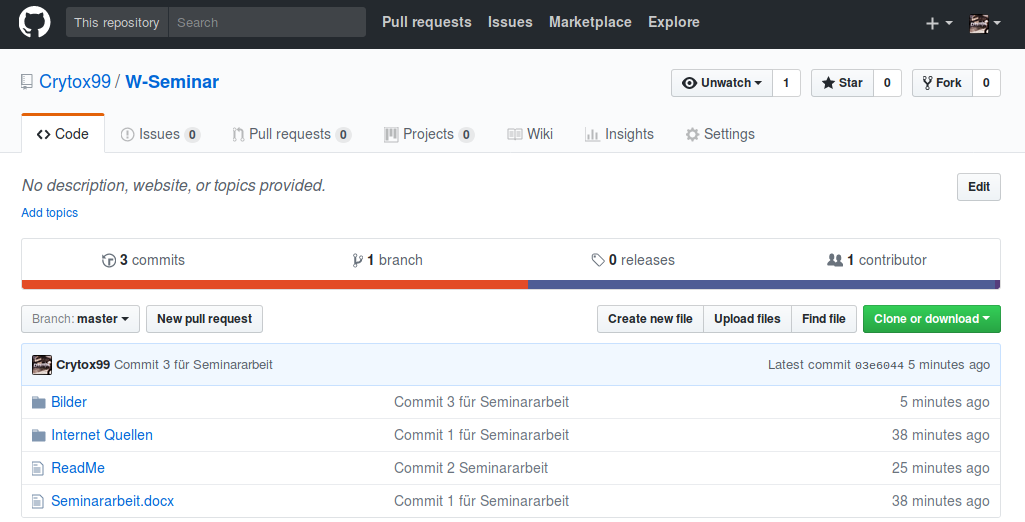 This repository Search Pull requests Issues Marketplace Explore
Crytox99 / W-Seminar Unwatch 1 Star 0 Fork 0
Code Issues 0 Pull requests 0 Projects 0 Wiki Insights Settings
No description, website, or topics provided. Edit
Add topics
3 commits 1 branch 0 releases 1 contributor
Branch: master New pull request Create new file Upload files Find file Clone or download
Crytox99 Commit 3 für Seminararbeit Latest commit 03e6044 5 minutes ago
Bilder Commit 3 für Seminararbeit 5 minutes ago
Internet Quellen Commit 1 für Seminararbeit 38 minutes ago
ReadMe Commit 2 Seminararbeit 25 minutes ago
Seminararbeit.docx Commit 1 für Seminararbeit 38 minutes ago